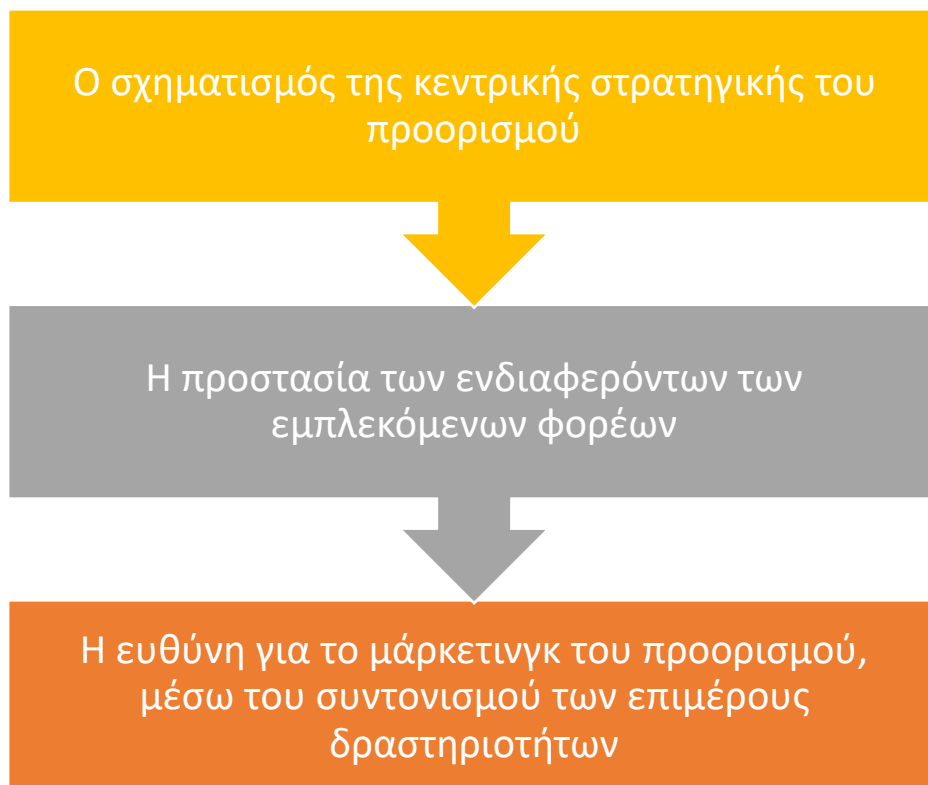 Ο σχηματισμός της κεντρικής στρατηγικής του
προορισμού
Η προστασία των ενδιαφερόντων των
εμπλεκόμενων φορέων
Η ευθύνη για το μάρκετινγκ του προορισμού,
μέσω του συντονισμού των επιμέρους
δραστηριοτήτων